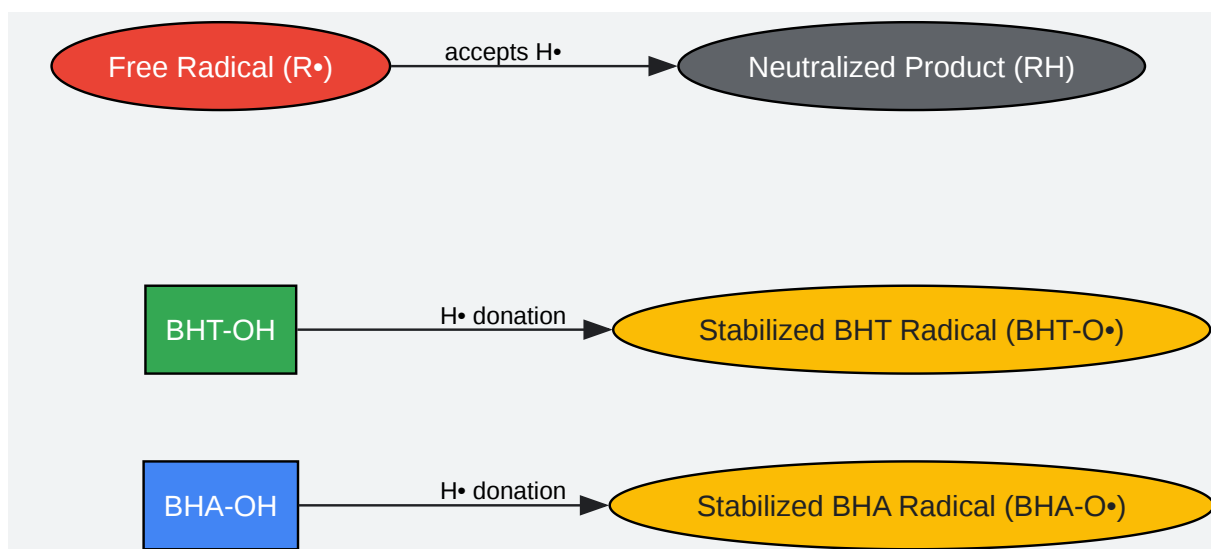 Free Radical (R•)
accepts H•
Neutralized Product (RH)
BHT-OH
H• donation
Stabilized BHT Radical (BHT-O•)
BHA-OH
H• donation
Stabilized BHA Radical (BHA-O•)